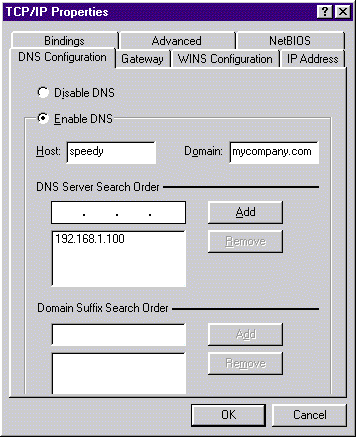 TCP/IP Properties
Bindings Advanced NetBIOS
DNS Configuration Gateway WINS Configuration IP Address
Disable DNS
Enable DNS
Host: speedy Domain: mycompany.com
DNS Server Search Order
. . . Add
192.168.1.100 Remove
Domain Suffix Search Order
Add
Remove
OK Cancel